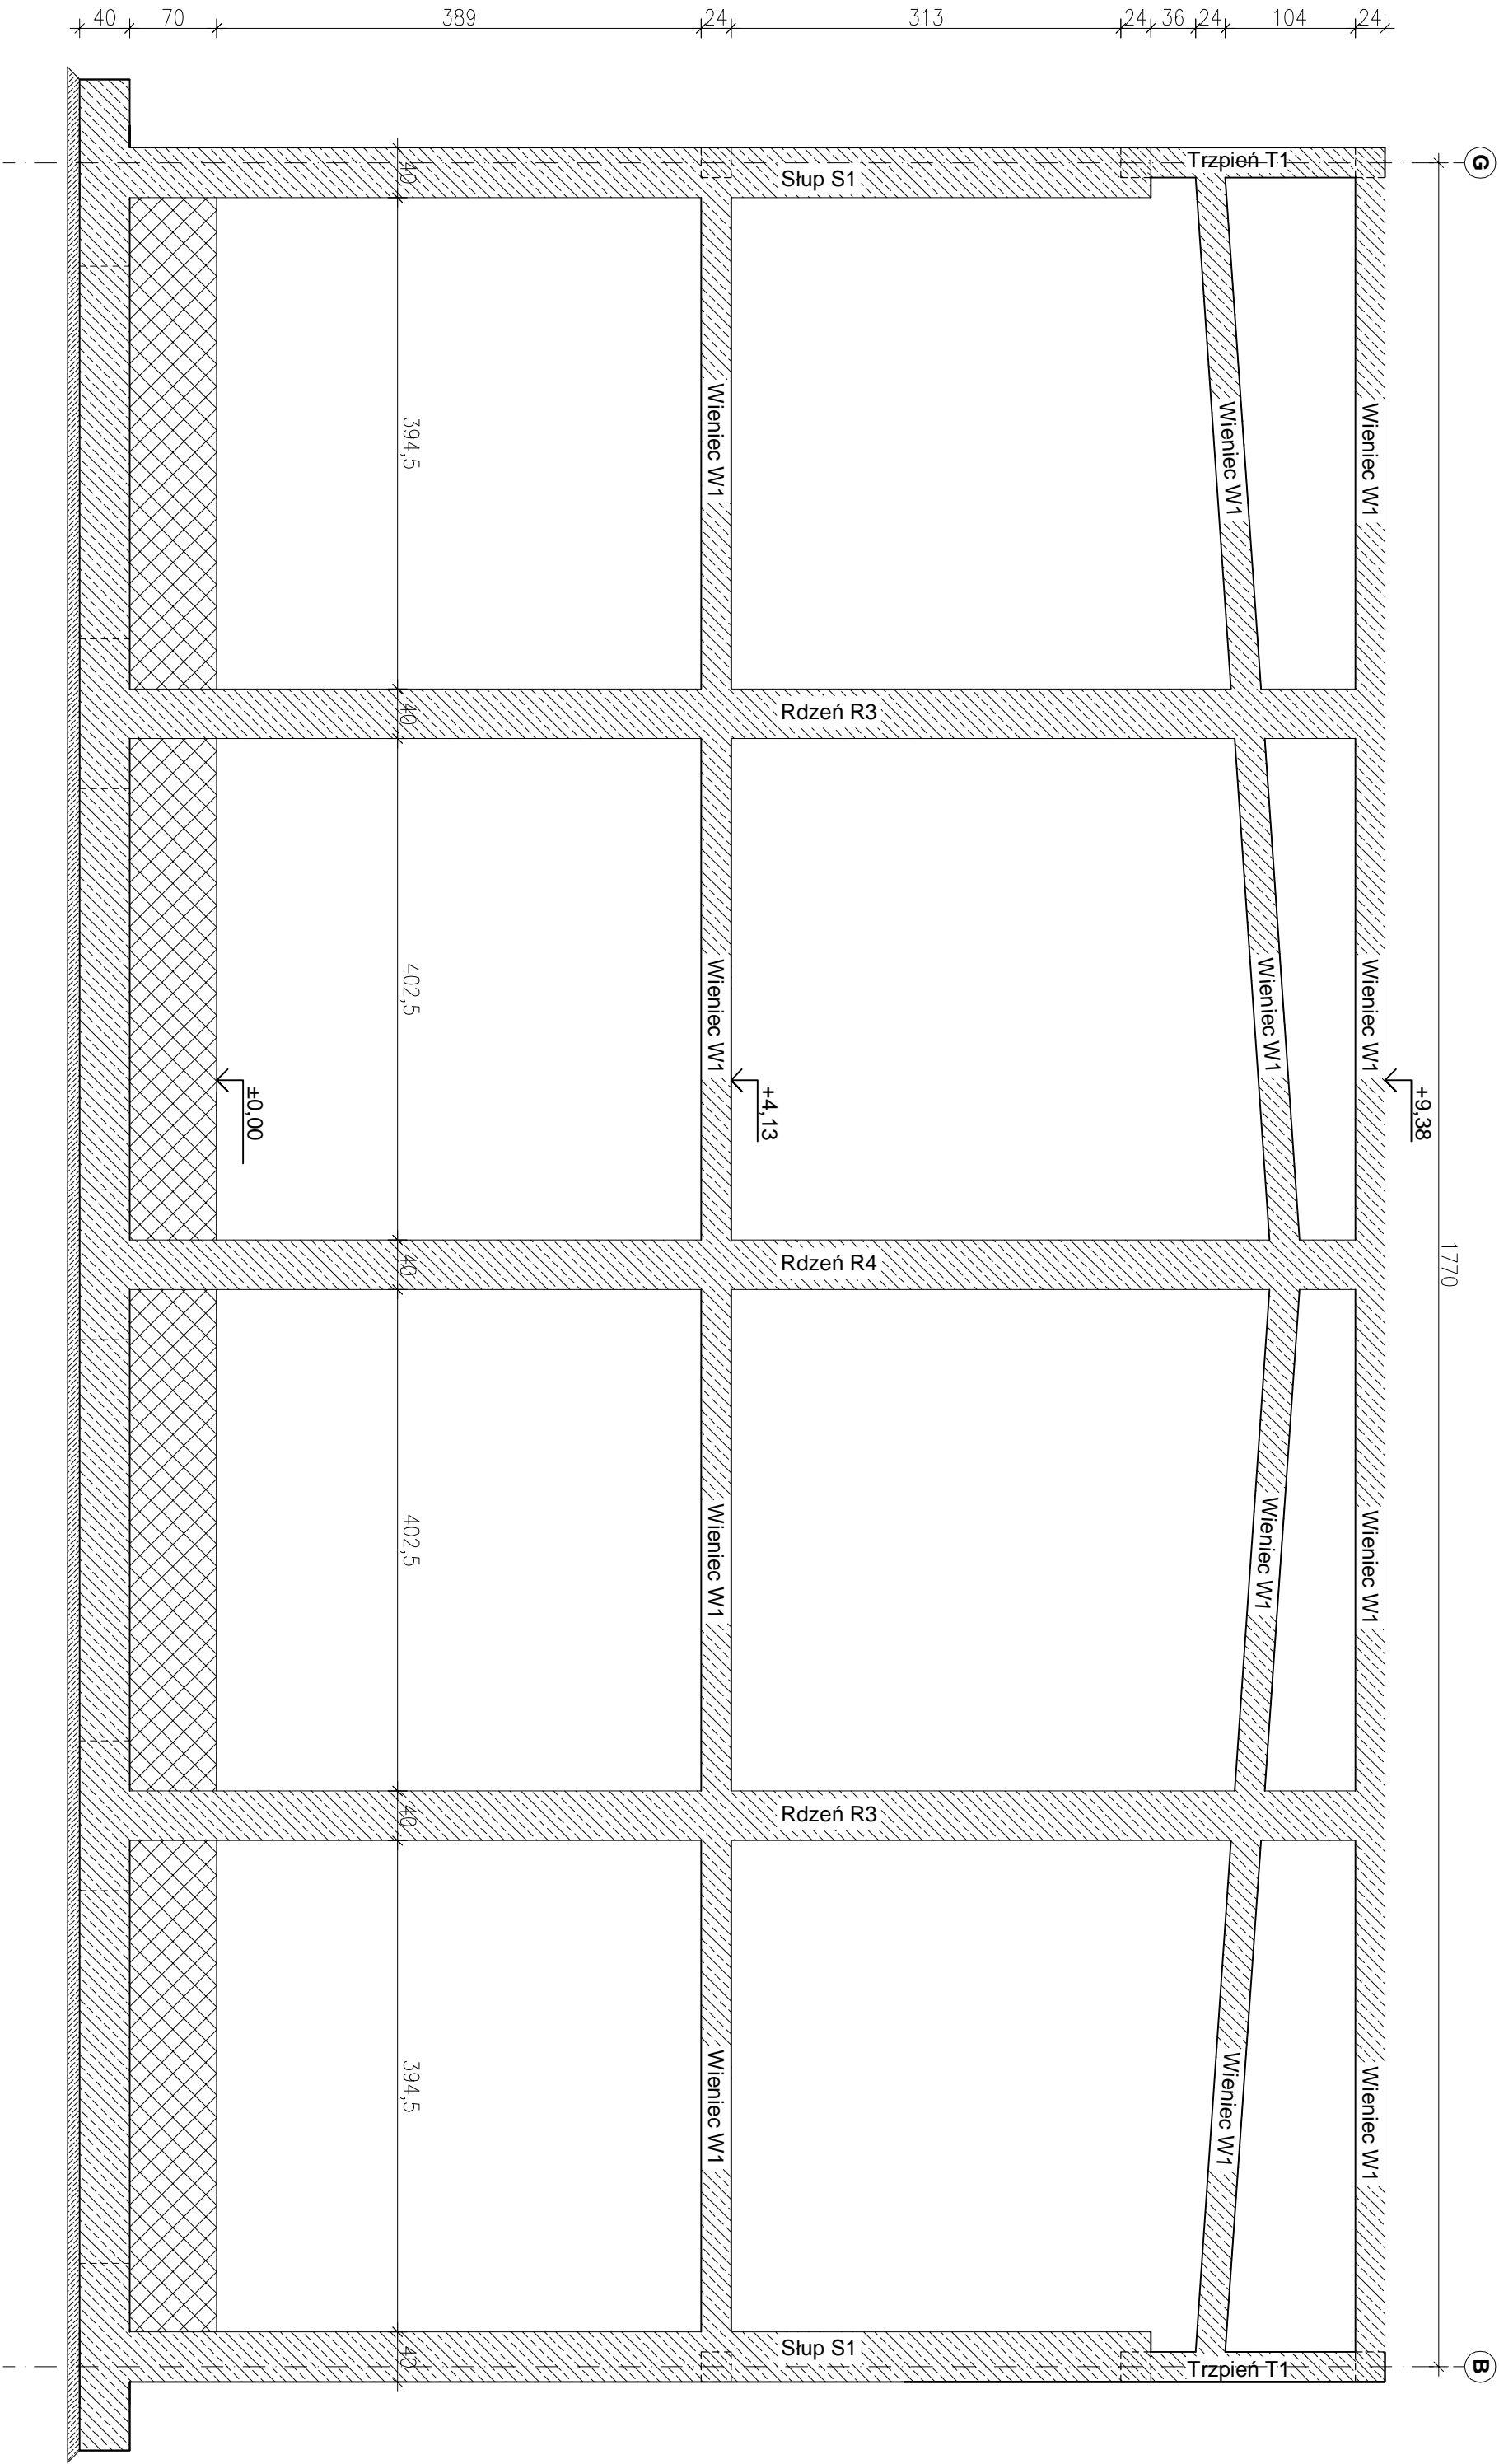 40
70
389
24
313
24
36
24
104
24
G
1770
B
+9,38
+4,13
±0,00
Trzpień T1
Trzpień T1
Wieniec W1
Wieniec W1
Wieniec W1
Wieniec W1
Wieniec W1
Wieniec W1
Wieniec W1
Wieniec W1
Słup S1
Rdzeń R3
Rdzeń R4
Rdzeń R3
Słup S1
Wieniec W1
Wieniec W1
Wieniec W1
Wieniec W1
40
394,5
40
402,5
40
402,5
40
394,5
40